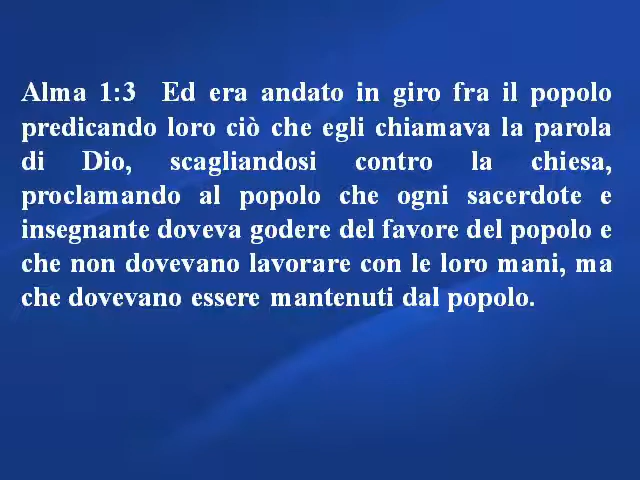 Alma 1:3 Ed era andato in giro fra il popolo
predicando loro ciò che egli chiamava la parola
di Dio, scagliandosi contro la chiesa,
proclamando al popolo che ogni sacerdote e
insegnante doveva godere del favore del popolo e
che non dovevano lavorare con le loro mani, ma
che dovevano essere mantenuti dal popolo.